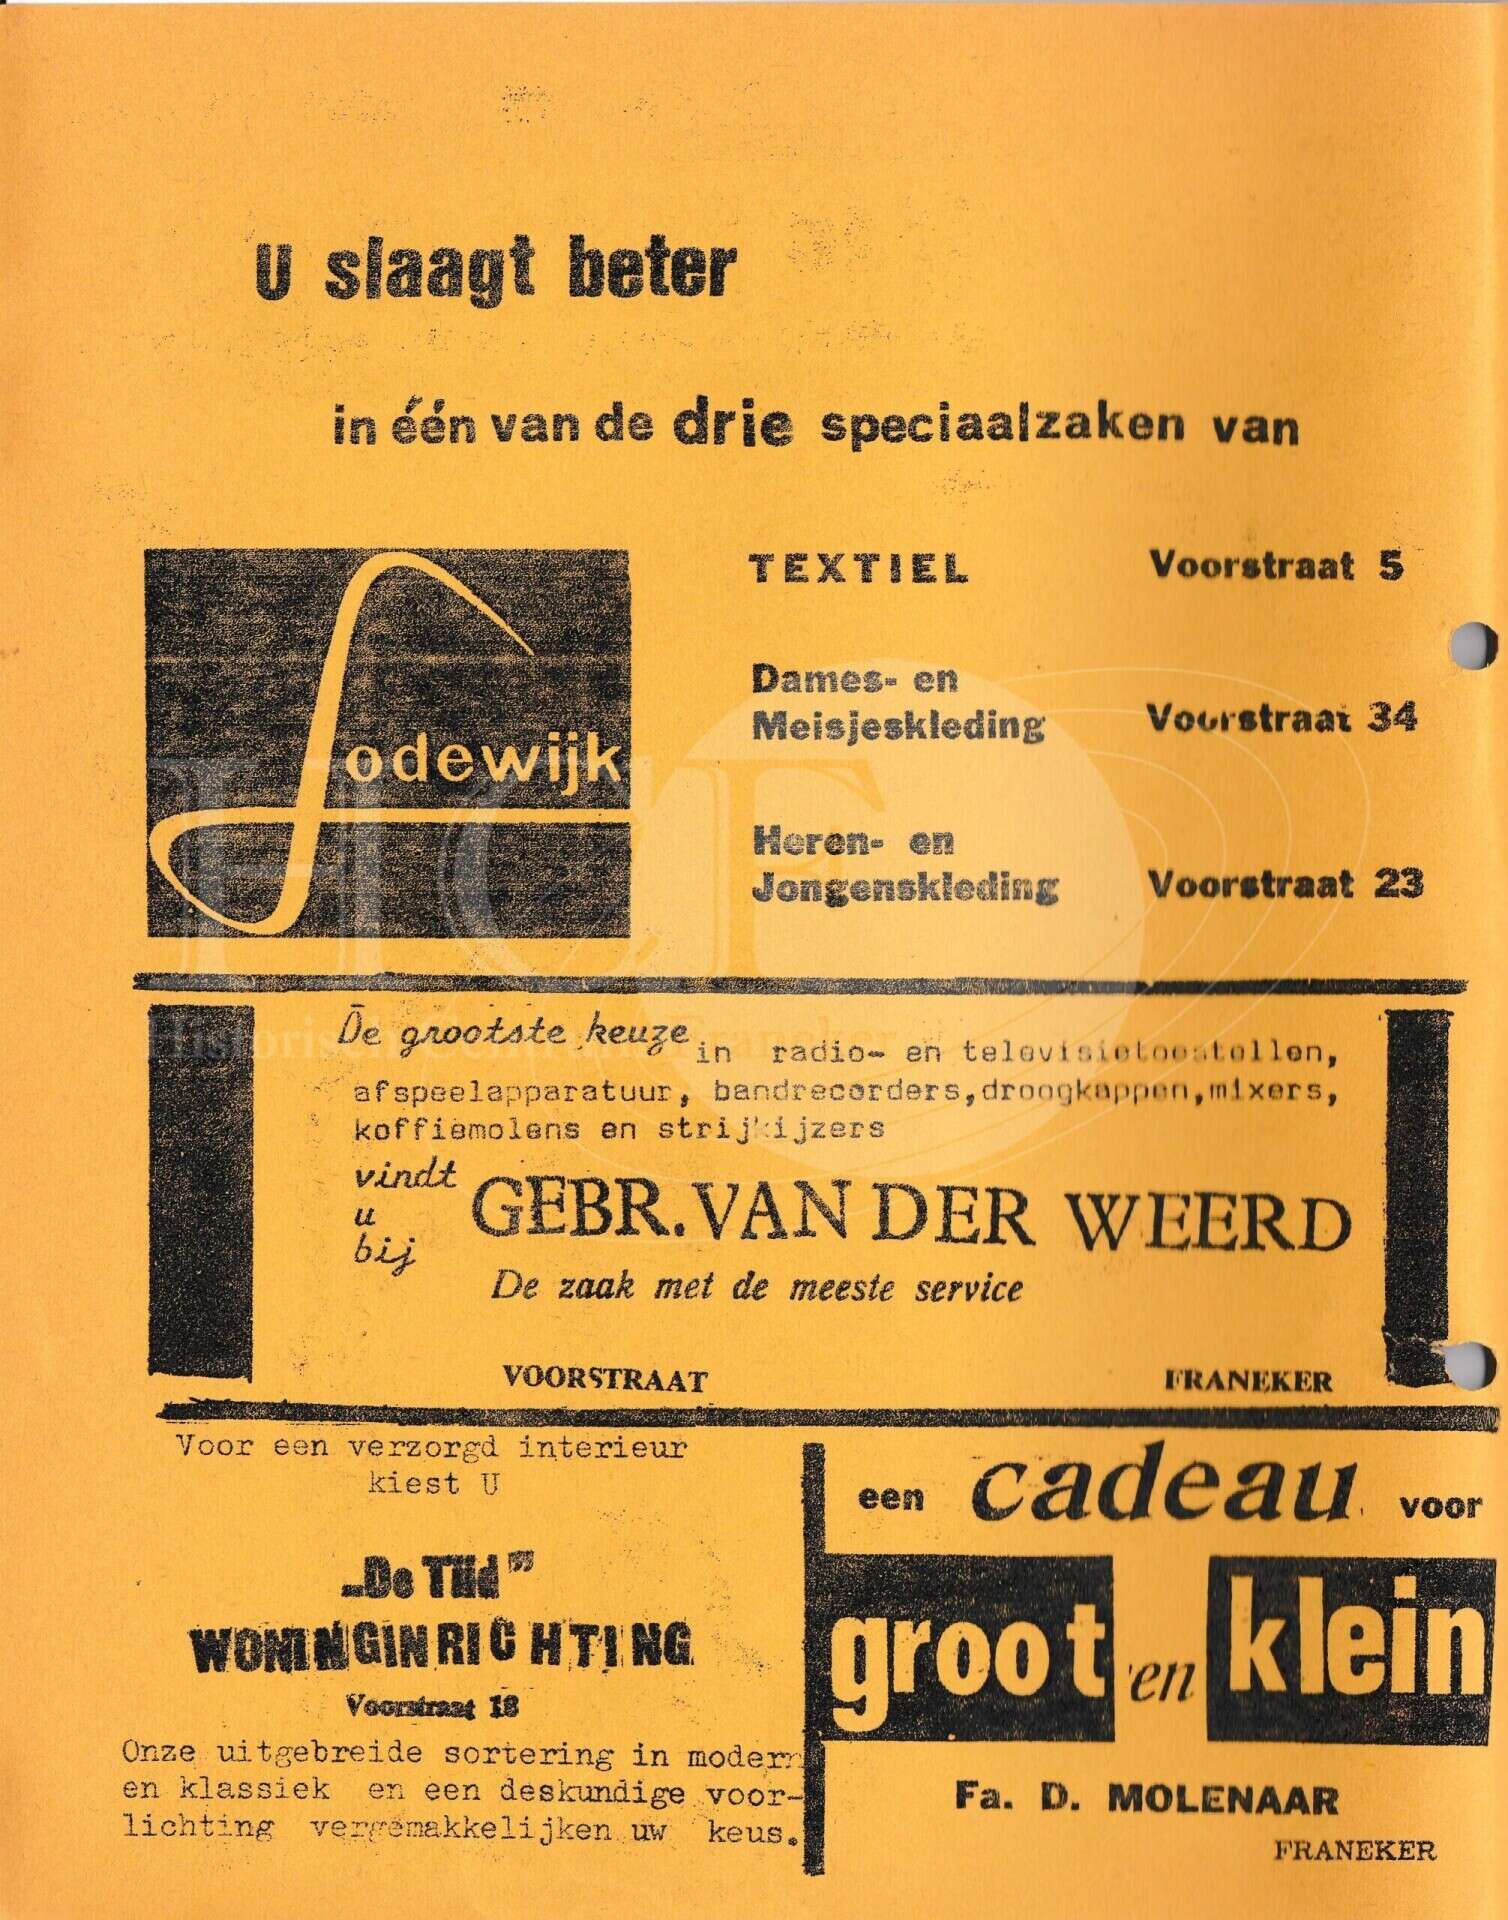 U slaagt beter
in één van de drie speciaalzaken van
Lodewijk
TEXTIEL Voorstraat 5
Dames- en
Meisjeskleding Voorstraat 34
Heren- en
Jongenskleding Voorstraat 23
De grootste keuze in radio- en televisietoestellen,
afspeelapparatuur, bandrecorders,droogkappen,mixers,
koffiemolens en strijkijzers
vindt
u
bij
GEBR. VAN DER WEERD
De zaak met de meeste service
VOORSTRAAT FRANEKER
Voor een verzorgd interieur
kiest U
„De Tijd”
WONINGINRICHTING
Voorstraat 18
Onze uitgebreide sortering in modern
en klassiek en een deskundige voor-
lichting vergemakkelijken uw keus.
een cadeau voor
groot en klein
Fa. D. MOLENAAR
FRANEKER
HCF